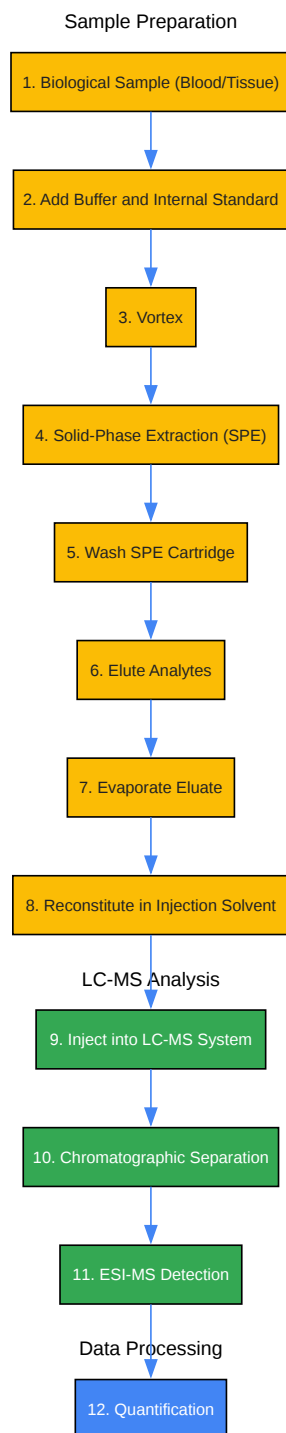 Sample Preparation
1. Biological Sample (Blood/Tissue)
2. Add Buffer and Internal Standard
3. Vortex
4. Solid-Phase Extraction (SPE)
5. Wash SPE Cartridge
6. Elute Analytes
7. Evaporate Eluate
8. Reconstitute in Injection Solvent
LC-MS Analysis
9. Inject into LC-MS System
10. Chromatographic Separation
11. ESI-MS Detection
Data Processing
12. Quantification